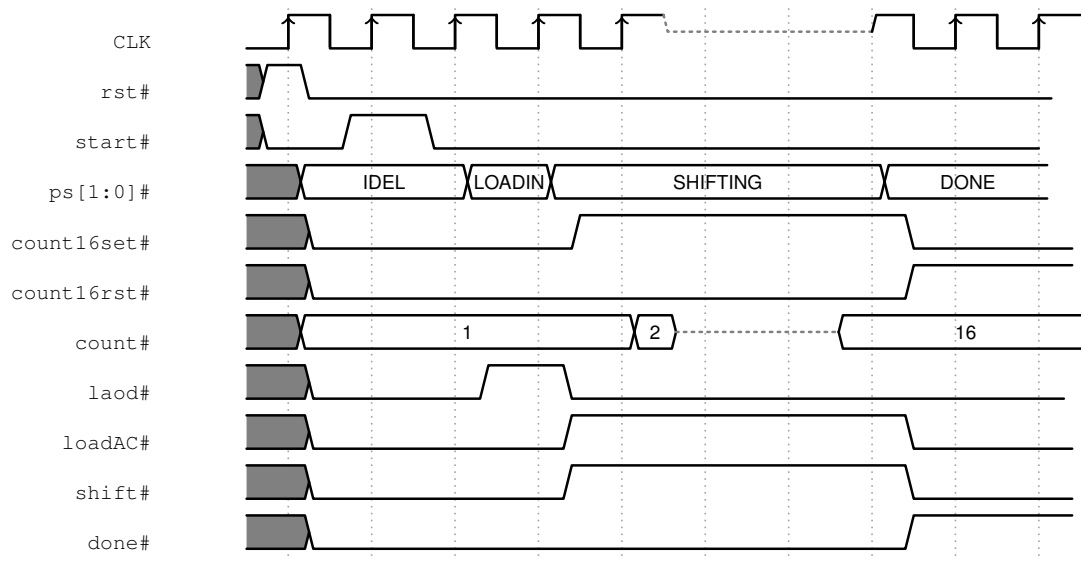 CLK
rst#
start#
ps[1:0]# IDEL LOADIN SHIFTING DONE
count16set#
count16rst#
count# 1 2 16
laod#
loadAC#
shift#
done#